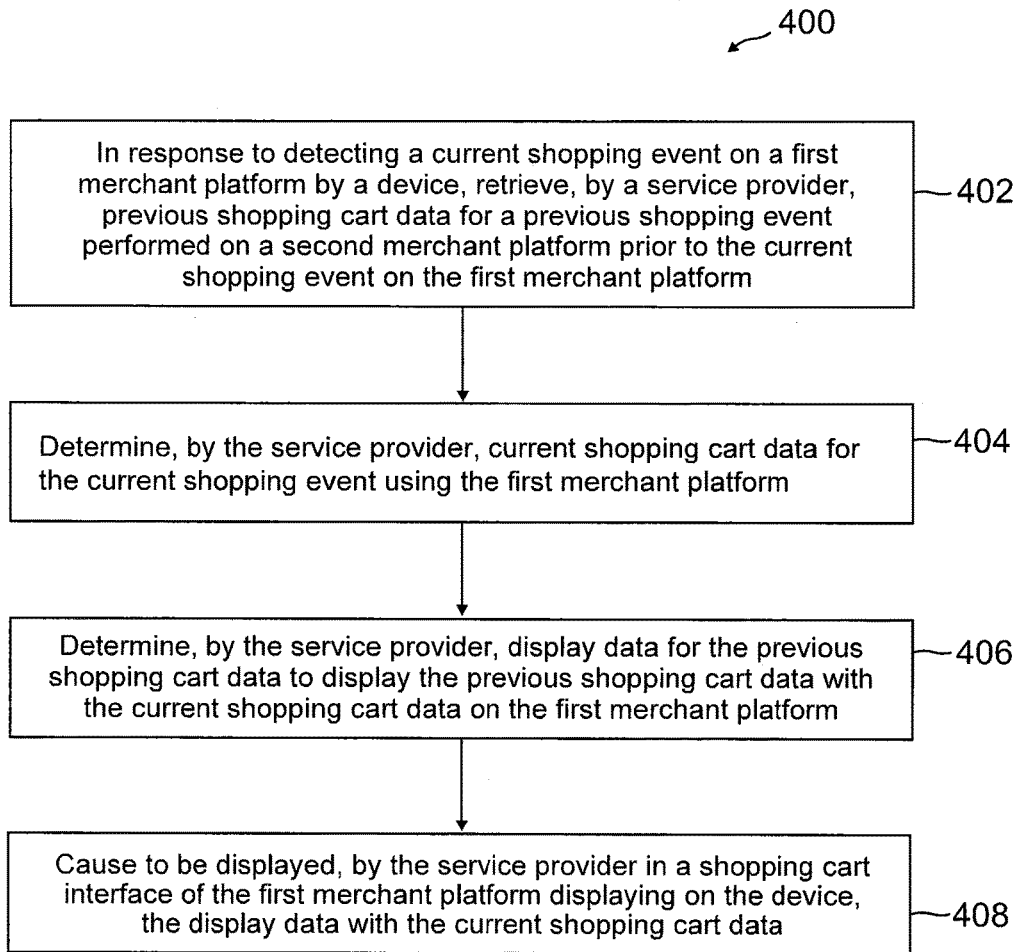 400
In response to detecting a current shopping event on a first
merchant platform by a device, retrieve, by a service provider,
previous shopping cart data for a previous shopping event
performed on a second merchant platform prior to the current
shopping event on the first merchant platform
402
Determine, by the service provider, current shopping cart data for
the current shopping event using the first merchant platform
404
Determine, by the service provider, display data for the previous
shopping cart data to display the previous shopping cart data with
the current shopping cart data on the first merchant platform
406
Cause to be displayed, by the service provider in a shopping cart
interface of the first merchant platform displaying on the device,
the display data with the current shopping cart data
408